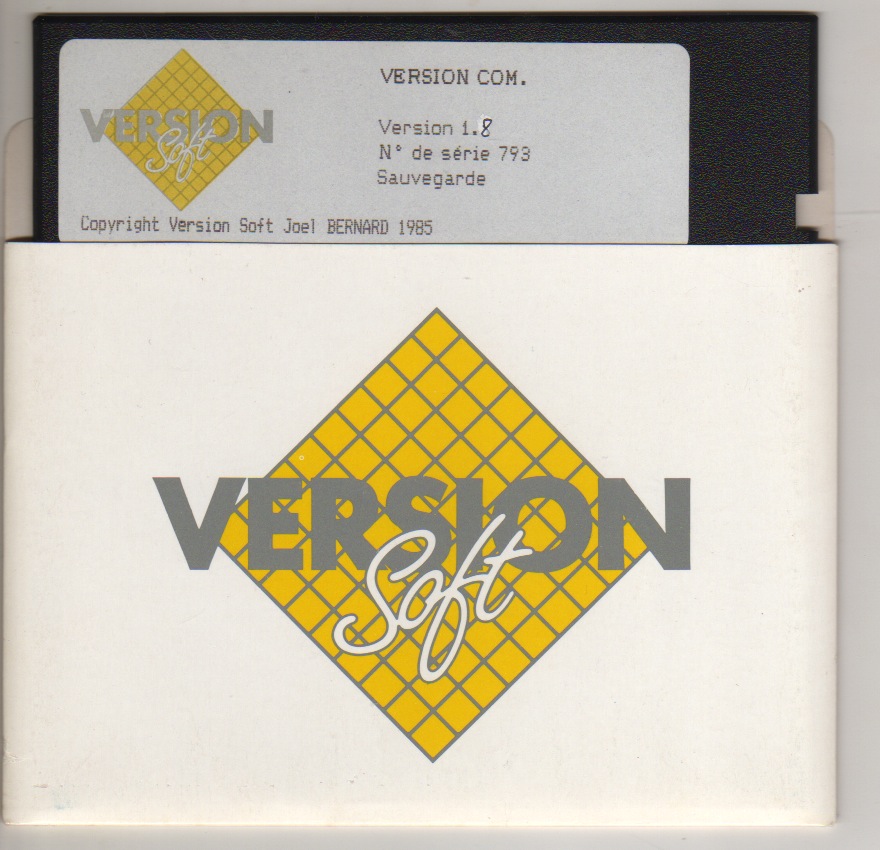 VERSION
Soft
VERSION COM.
Version 1.8
N° de série 793
Sauvegarde
Copyright Version Soft Joel BERNARD 1985
VERSION
Soft